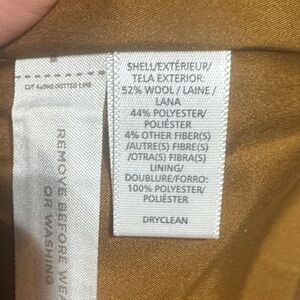 SHELL/EXTÉRIEUR/
TELA EXTERIOR:
52% WOOL / LAINE /
LANA
44% POLYESTER/
POLIÉSTER
4% OTHER FIBER(S)
/AUTRE(S) FIBRE(S)
/OTRA(S) FIBRA(S)
LINING/
DOUBLURE/FORRO:
100% POLYESTER/
POLIÉSTER
DRYCLEAN
CUT ALONG DOTTED LINE
REMOVE BEFORE WE
OR WASHING